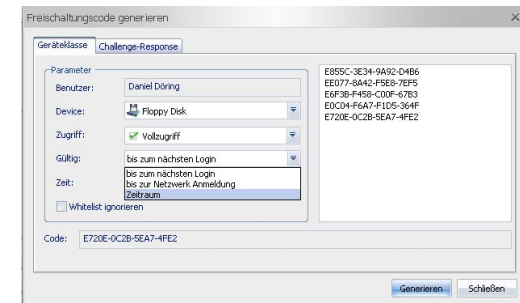 Freischaltungscode generieren
Geräteklasse
Challenge-Response
Parameter
Benutzer: Daniel Döring
Device: Floppy Disk
Zugriff: Vollzugriff
Gültig: bis zum nächsten Login
bis zum nächsten Login
bis zur Netzwerk Anmeldung
Zeit: Zeitraum
Whitelist ignorieren
E855C-3E34-9A92-D4B6
EE077-8A42-F5E8-7EF5
E6F3B-F458-C00F-67B3
E0C04-F6A7-F1D5-364F
E720E-0C2B-5EA7-4FE2
Code: E720E-0C2B-5EA7-4FE2
Generieren
Schließen